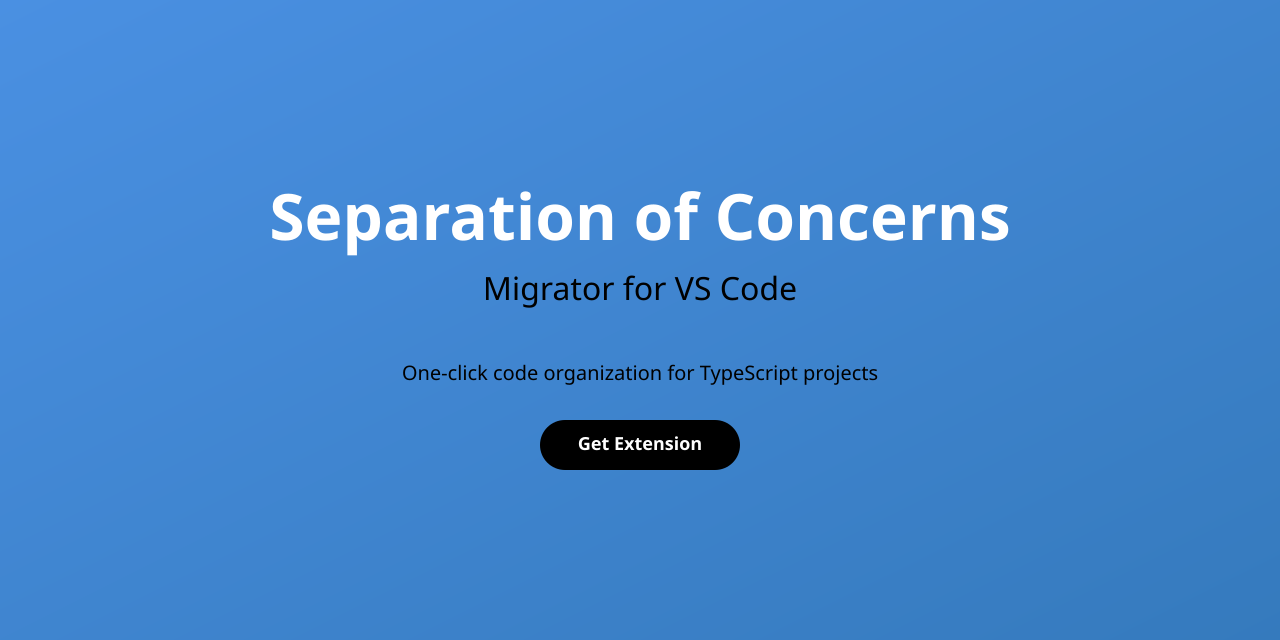 Separation of Concerns
Migrator for VS Code
One-click code organization for TypeScript projects
Get Extension